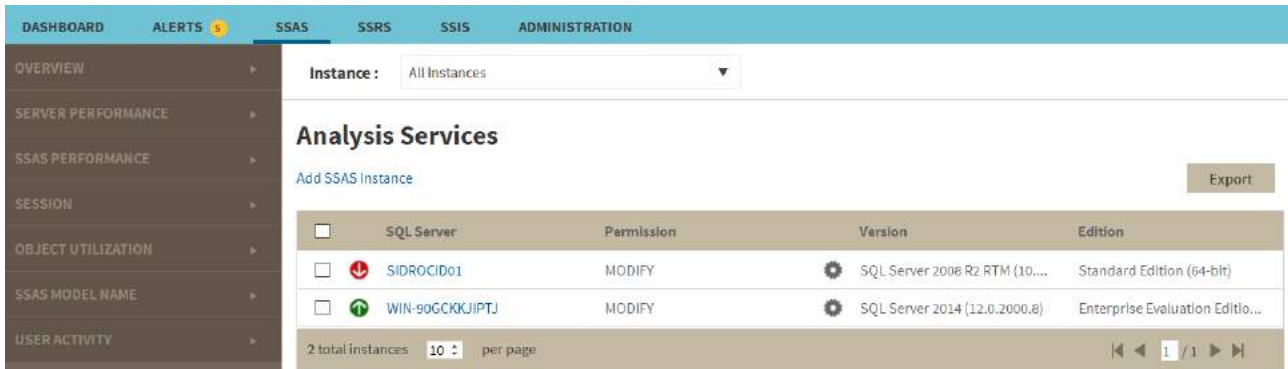 DASHBOARD ALERTS 5 SSAS SSRS SSIS ADMINISTRATION
OVERVIEW
SERVER PERFORMANCE
SSAS PERFORMANCE
SESSION
OBJECT UTILIZATION
SSAS MODEL NAME
USER ACTIVITY
Instance : All Instances
Analysis Services
Add SSAS Instance Export
SQL Server Permission Version Edition
SIDROCID01 MODIFY SQL Server 2008 R2 RTM (10.... Standard Edition (64-bit)
WIN-90GCKKJIPTJ MODIFY SQL Server 2014 (12.0.2000.8) Enterprise Evaluation Editio...
2 total instances 10 per page 1 / 1